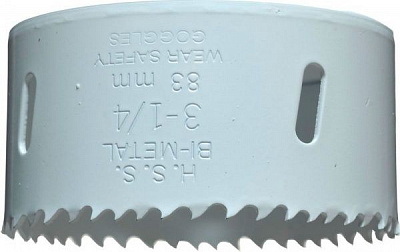 H.S.S.
BI-METAL
3-1/4
83 mm
WEAR SAFETY
GOGGLES